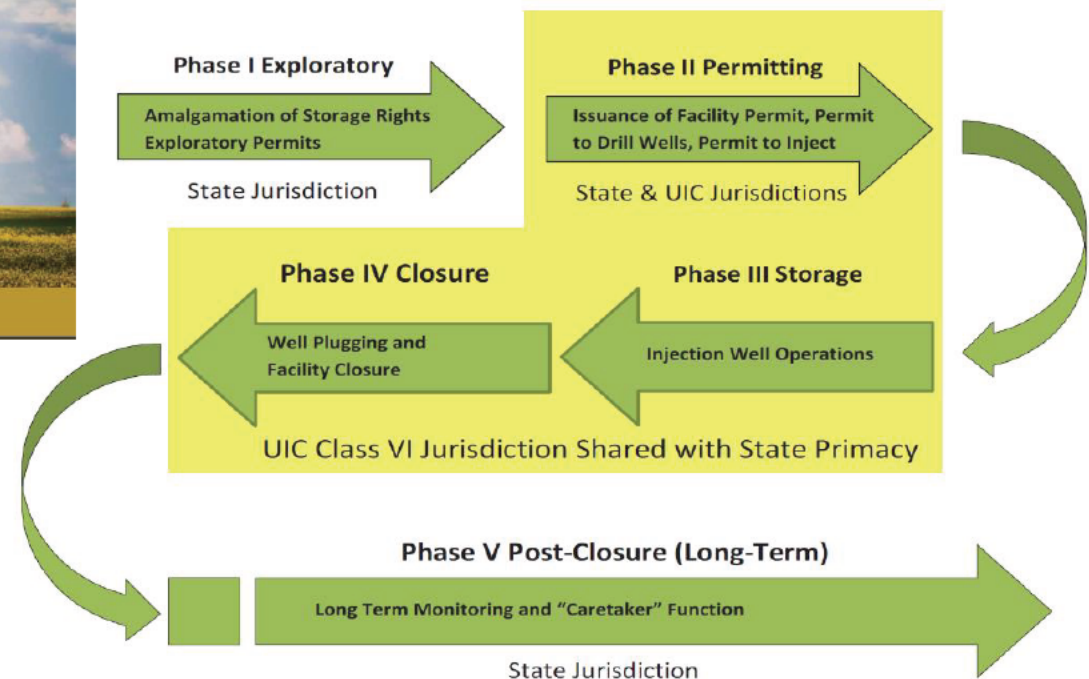 Phase I Exploratory
Amalgamation of Storage Rights
Exploratory Permits
State Jurisdiction
Phase II Permitting
Issuance of Facility Permit, Permit
to Drill Wells, Permit to Inject
State & UIC Jurisdictions
Phase III Storage
Injection Well Operations
Phase IV Closure
Well Plugging and
Facility Closure
UIC Class VI Jurisdiction Shared with State Primacy
Phase V Post-Closure (Long-Term)
Long Term Monitoring and “Caretaker” Function
State Jurisdiction